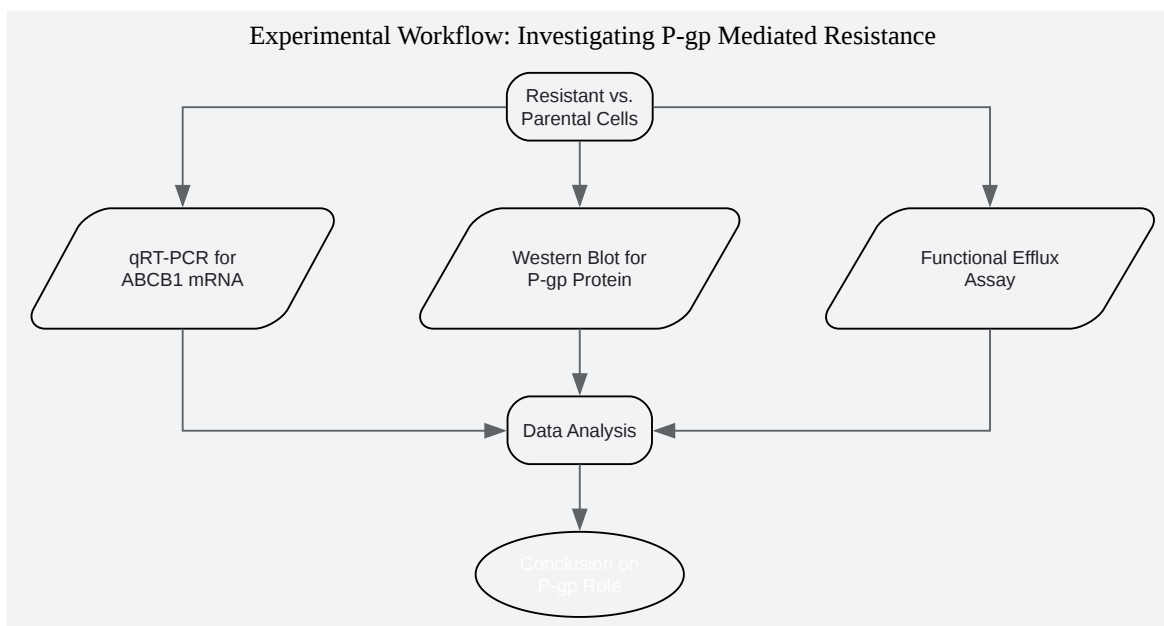 Experimental Workflow: Investigating P-gp Mediated Resistance
Resistant vs.
Parental Cells
qRT-PCR for
ABCB1 mRNA
Western Blot for
P-gp Protein
Functional Efflux
Assay
Data Analysis
Conclusion on
P-gp Role